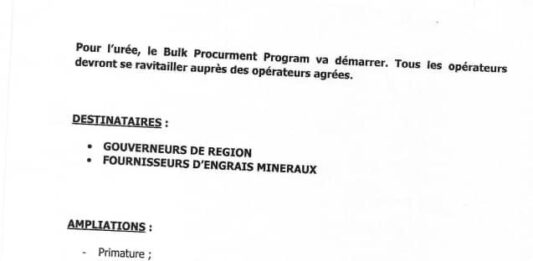 Pour l'urée, le Bulk Procurment Program va démarrer. Tous les opérateurs
devront se ravitailler auprès des opérateurs agrées.
DESTINATAIRES :
• GOUVERNEURS DE REGION
• FOURNISSEURS D'ENGRAIS MINERAUX
AMPLIATIONS :
- Primature ;